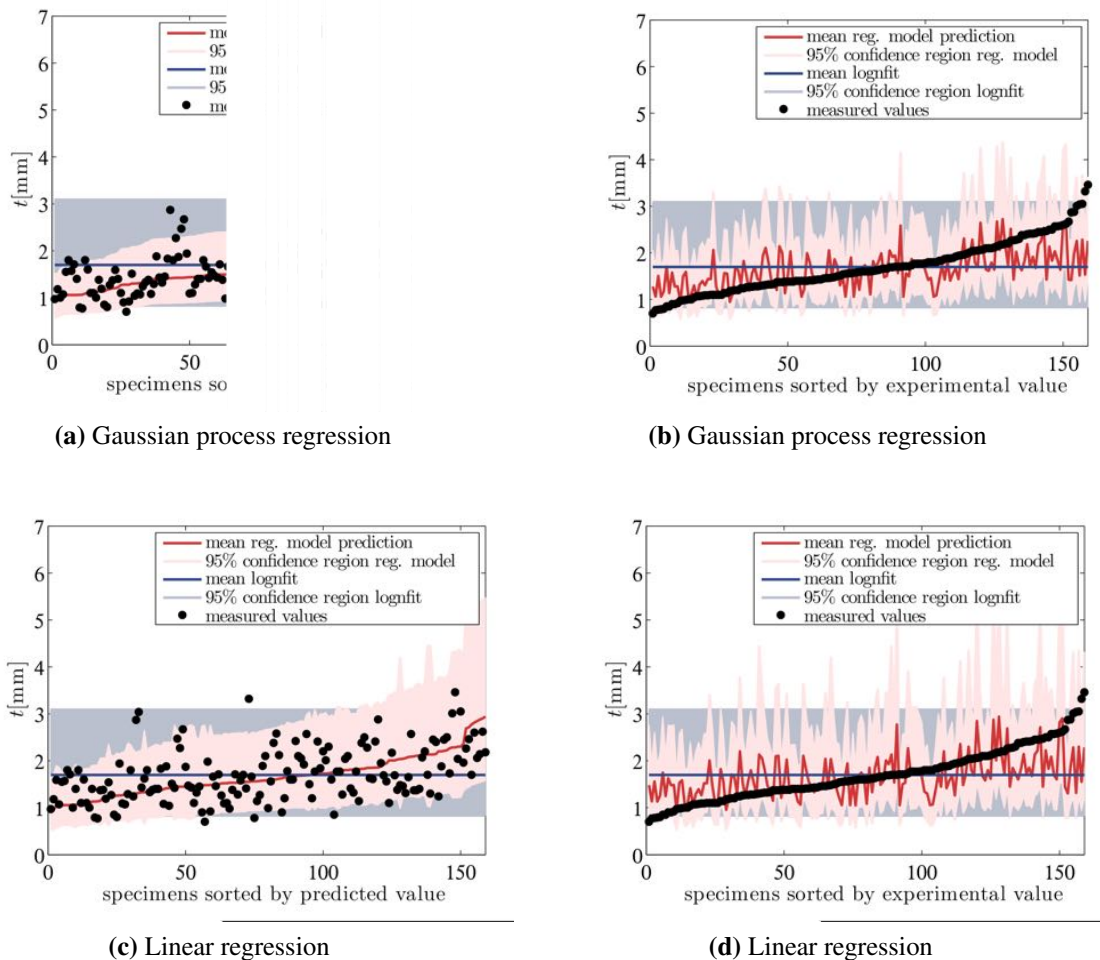 7
6
5
4
3
2
1
0
t[mm]
95
0
50
specimens so
(a) Gaussian process regression
7
6
5
4
3
2
1
0
t[mm]
mean reg. model prediction
95% confidence region reg. model
mean lognfit
95% confidence region lognfit
measured values
0
50
100
150
specimens sorted by experimental value
(b) Gaussian process regression
7
6
5
4
3
2
1
0
t[mm]
mean reg. model prediction
95% confidence region reg. model
mean lognfit
95% confidence region lognfit
measured values
0
50
100
150
specimens sorted by predicted value
(c) Linear regression
7
6
5
4
3
2
1
0
t[mm]
mean reg. model prediction
95% confidence region reg. model
mean lognfit
95% confidence region lognfit
measured values
0
50
100
150
specimens sorted by experimental value
(d) Linear regression